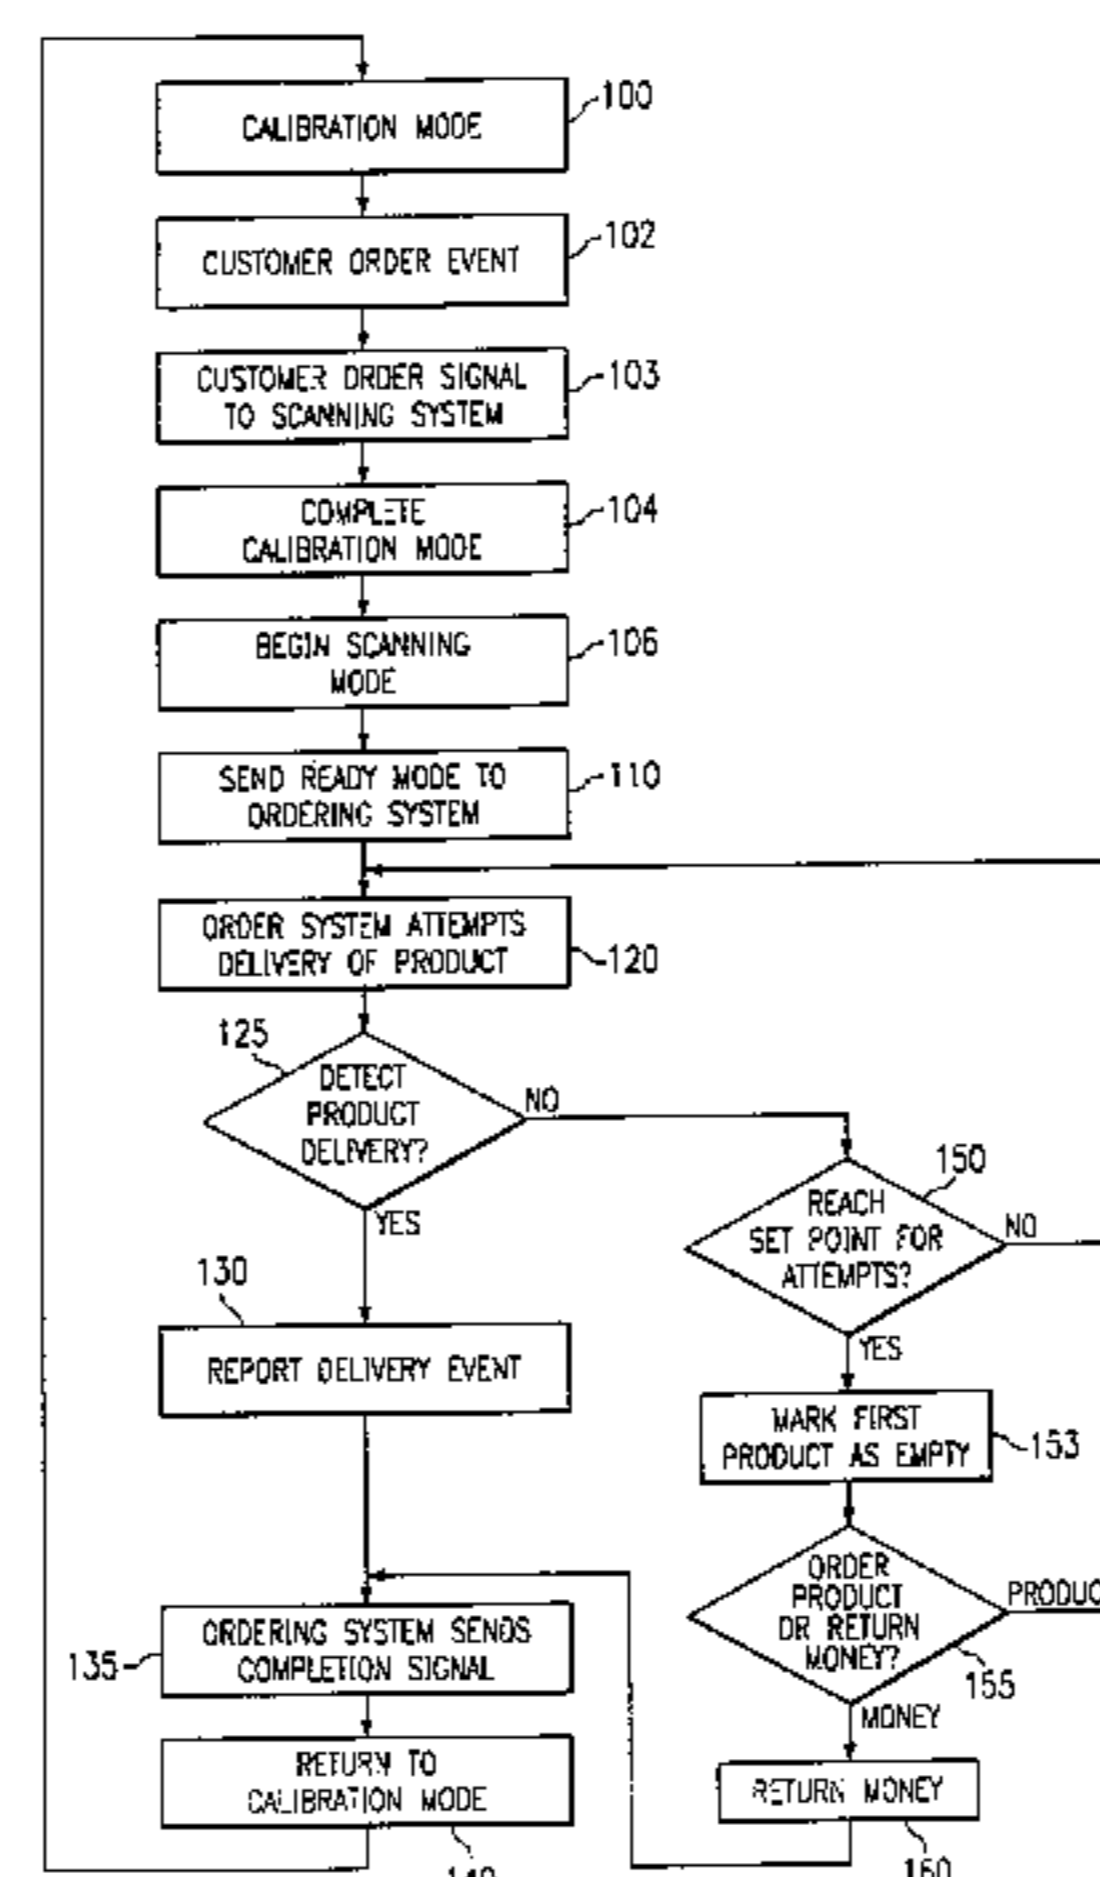 CALIBRATION MODE
100
CUSTOMER ORDER EVENT
102
CUSTOMER ORDER SIGNAL
TO SCANNING SYSTEM
103
COMPLETE
CALIBRATION MODE
104
BEGIN SCANNING
MODE
106
SEND READY MODE TO
ORDERING SYSTEM
110
ORDER SYSTEM ATTEMPTS
DELIVERY OF PRODUCT
120
125
DETECT
PRODUCT
DELIVERY?
NO
YES
150
REACH
SET POINT FOR
ATTEMPTS?
NO
YES
130
REPORT DELIVERY EVENT
MARK FIRST
PRODUCT AS EMPTY
153
ORDER
PRODUCT
OR RETURN
MONEY?
PRODUC
155
MONEY
ORDERING SYSTEM SENDS
COMPLETION SIGNAL
135
RETURN TO
CALIBRATION MODE
RETURN MONEY
160